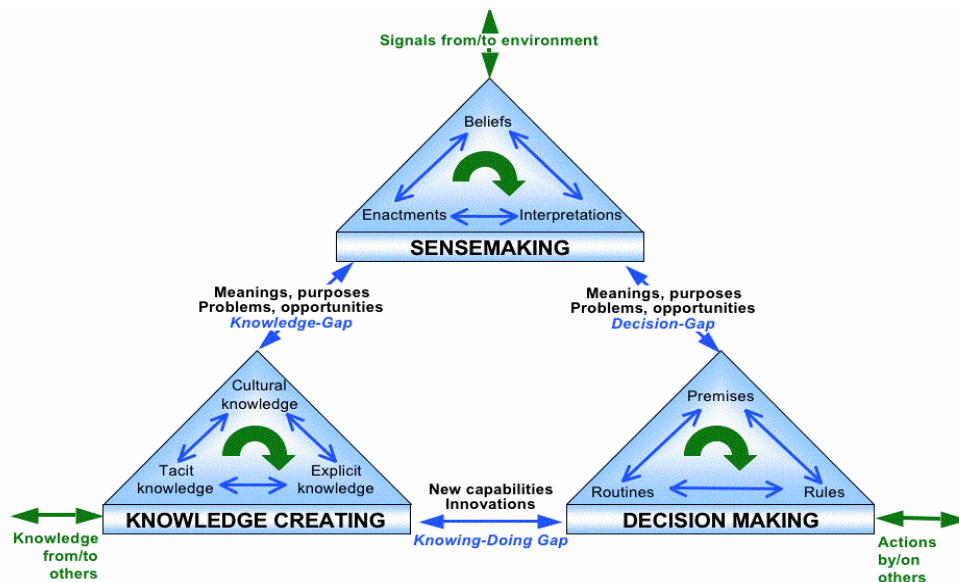 Signals from/to environment
Beliefs
Enactments
Interpretations
SENSEMAKING
Meanings, purposes
Problems, opportunities
Knowledge-Gap
Meanings, purposes
Problems, opportunities
Decision-Gap
Cultural
knowledge
Tacit
knowledge
Explicit
knowledge
KNOWLEDGE CREATING
Knowledge
from/to
others
New capabilities
Innovations
Knowing-Doing Gap
Premises
Routines
Rules
DECISION MAKING
Actions
by/on
others